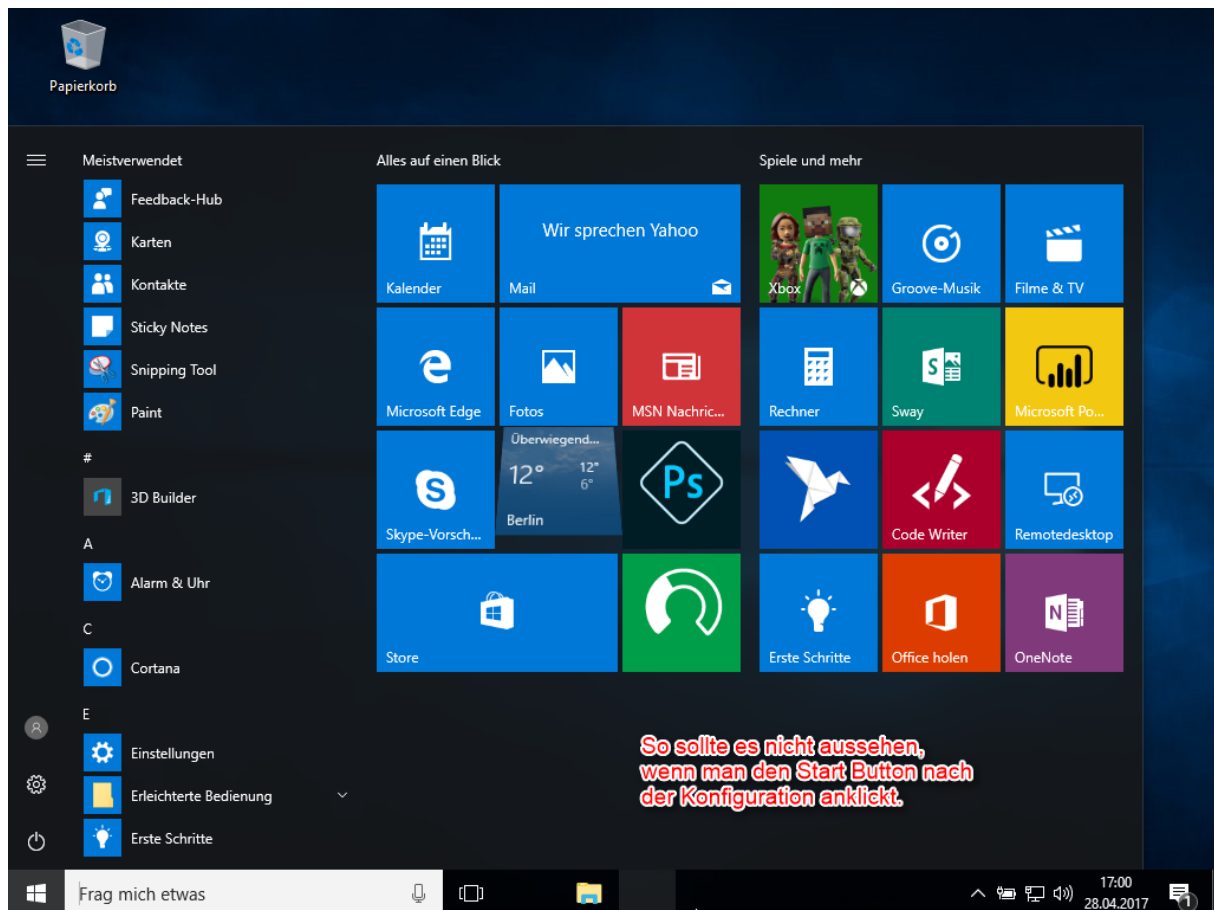 Papierkorb
Meistverwendet
Feedback-Hub
Karten
Kontakte
Sticky Notes
Snipping Tool
Paint
#
3D Builder
A
Alarm & Uhr
C
Cortana
E
Einstellungen
Erleichterte Bedienung
Erste Schritte
Alles auf einen Blick
Kalender
Wir sprechen Yahoo
Mail
Microsoft Edge
Fotos
MSN Nachric...
Skype-Vorsch...
Überwiegend...
12° 12°
6°
Berlin
Ps
Store
Spiele und mehr
Xbox
Groove-Musik
Filme & TV
Rechner
Sway
Microsoft Po...
Code Writer
Remotedesktop
Erste Schritte
Office holen
OneNote
So sollte es nicht aussehen,
wenn man den Start Button nach
der Konfiguration anklickt.
Frag mich etwas
17:00
28.04.2017
1